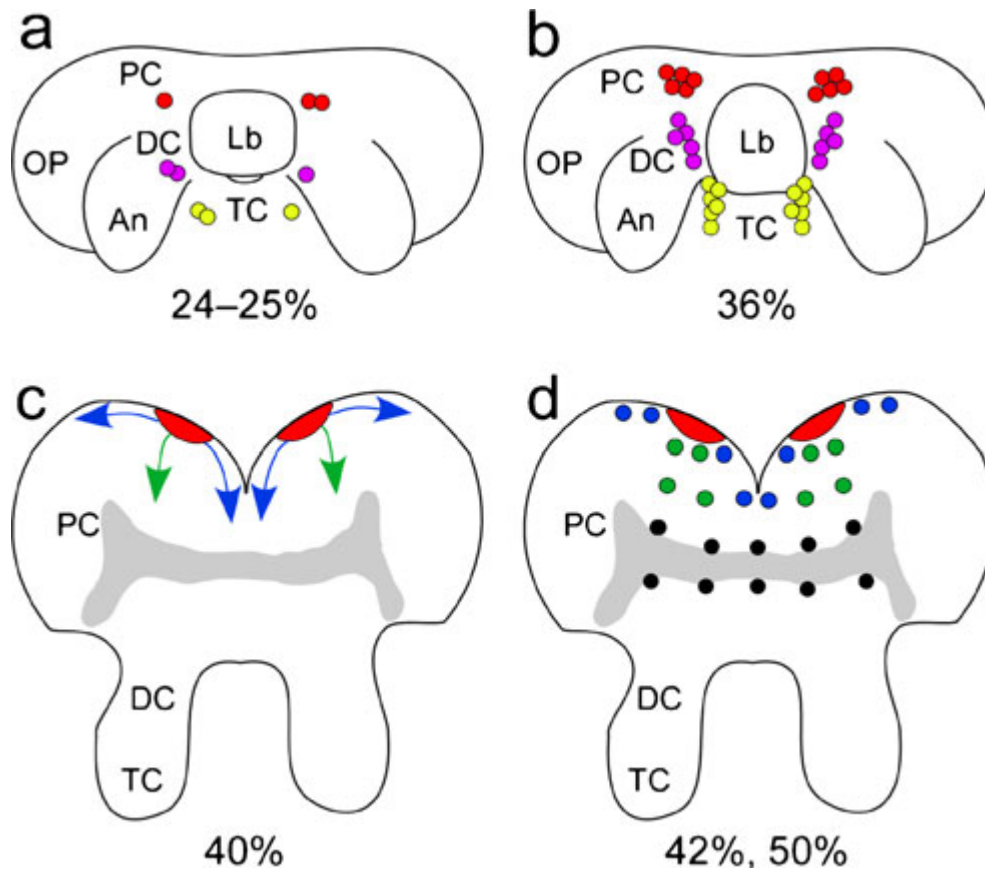 a
PC
DC
Lb
OP
An
TC
24–25%
b
PC
Lb
OP
DC
An
TC
36%
c
PC
DC
TC
40%
d
PC
DC
TC
42%, 50%